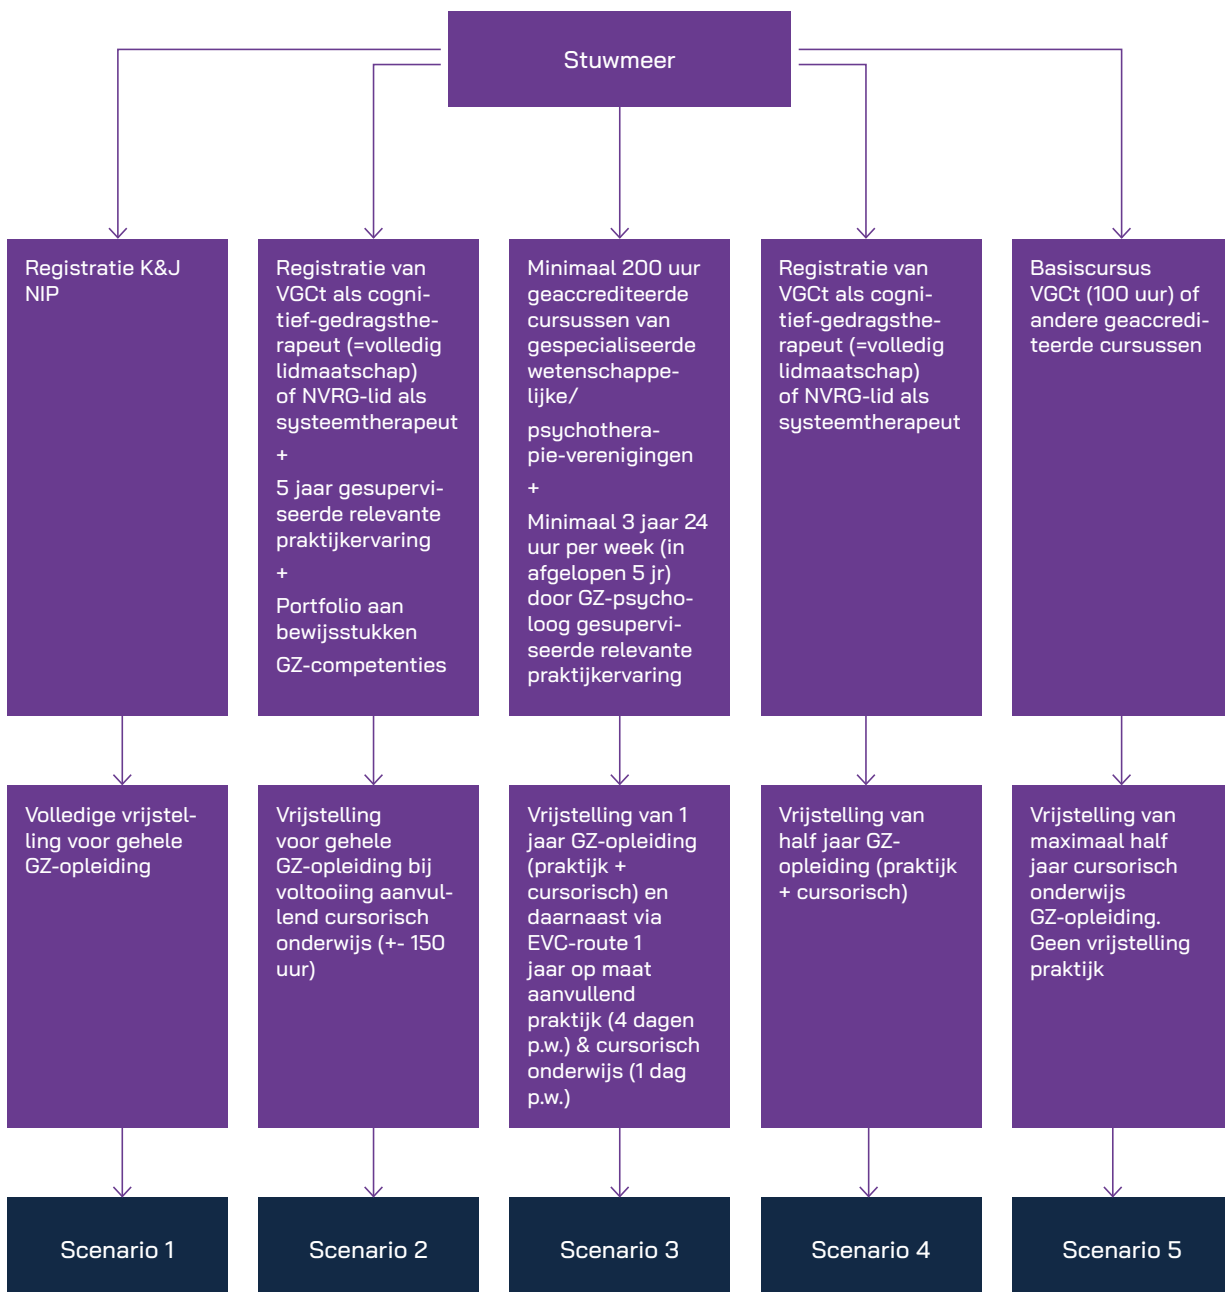 Stuwmeer
Registratie K&J
NIP
Registratie van
VGCt als cogni-
tief-gedragsthe-
rapeut (=volledig
lidmaatschap)
of NVRG-lid als
systeemtherapeut
+
5 jaar gesupervi-
seerde relevante
praktijkervaring
+
Portfolio aan
bewijsstukken
GZ-competenties
Minimaal 200 uur
geaccrediteerde
cursussen van
gespecialiseerde
wetenschappe-
lijke/
psychothera-
pie-verenigingen
+
Minimaal 3 jaar 24
uur per week (in
afgelopen 5 jr)
door GZ-psycho-
loog gesupervi-
seerde relevante
praktijkervaring
Registratie van
VGCt als cogni-
tief-gedragsthe-
rapeut (=volledig
lidmaatschap)
of NVRG-lid als
systeemtherapeut
Basiscursus
VGCt (100 uur) of
andere geaccredi-
teerde cursussen
Volledige vrijstel-
ling voor gehele
GZ-opleiding
Vrijstelling
voor gehele
GZ-opleiding bij
voltooiing aanvul-
lend cursorisch
onderwijs (+- 150
uur)
Vrijstelling van 1
jaar GZ-opleiding
(praktijk +
cursorisch) en
daarnaast via
EVC-route 1
jaar op maat
aanvullend
praktijk (4 dagen
p.w.) & cursorisch
onderwijs (1 dag
p.w.)
Vrijstelling van
half jaar GZ-
opleiding (praktijk
+ cursorisch)
Vrijstelling van
maximaal half
jaar cursorisch
onderwijs
GZ-opleiding.
Geen vrijstelling
praktijk
Scenario 1
Scenario 2
Scenario 3
Scenario 4
Scenario 5